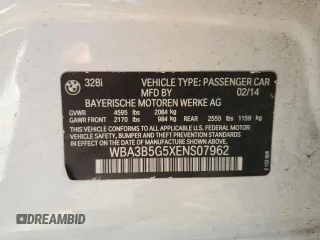 328i VEHICLE TYPE: PASSENGER CAR
MFD BY 02/14
BAYERISCHE MOTOREN WERKE AG
GVWR 4595 lbs 2084 kg
GAWR FRONT 2170 lbs 984 kg REAR 2555 lbs 1159 kg
THIS VEHICLE CONFORMS TO ALL APPLICABLE FEDERAL MOTOR
VEHICLE SAFETY, BUMPER, AND THEFT PREVENTION STANDARDS
IN EFFECT ON THE DATE OF MANUFACTURE SHOWN ABOVE.
WBA3B5G5XENS07962
BID.CARS